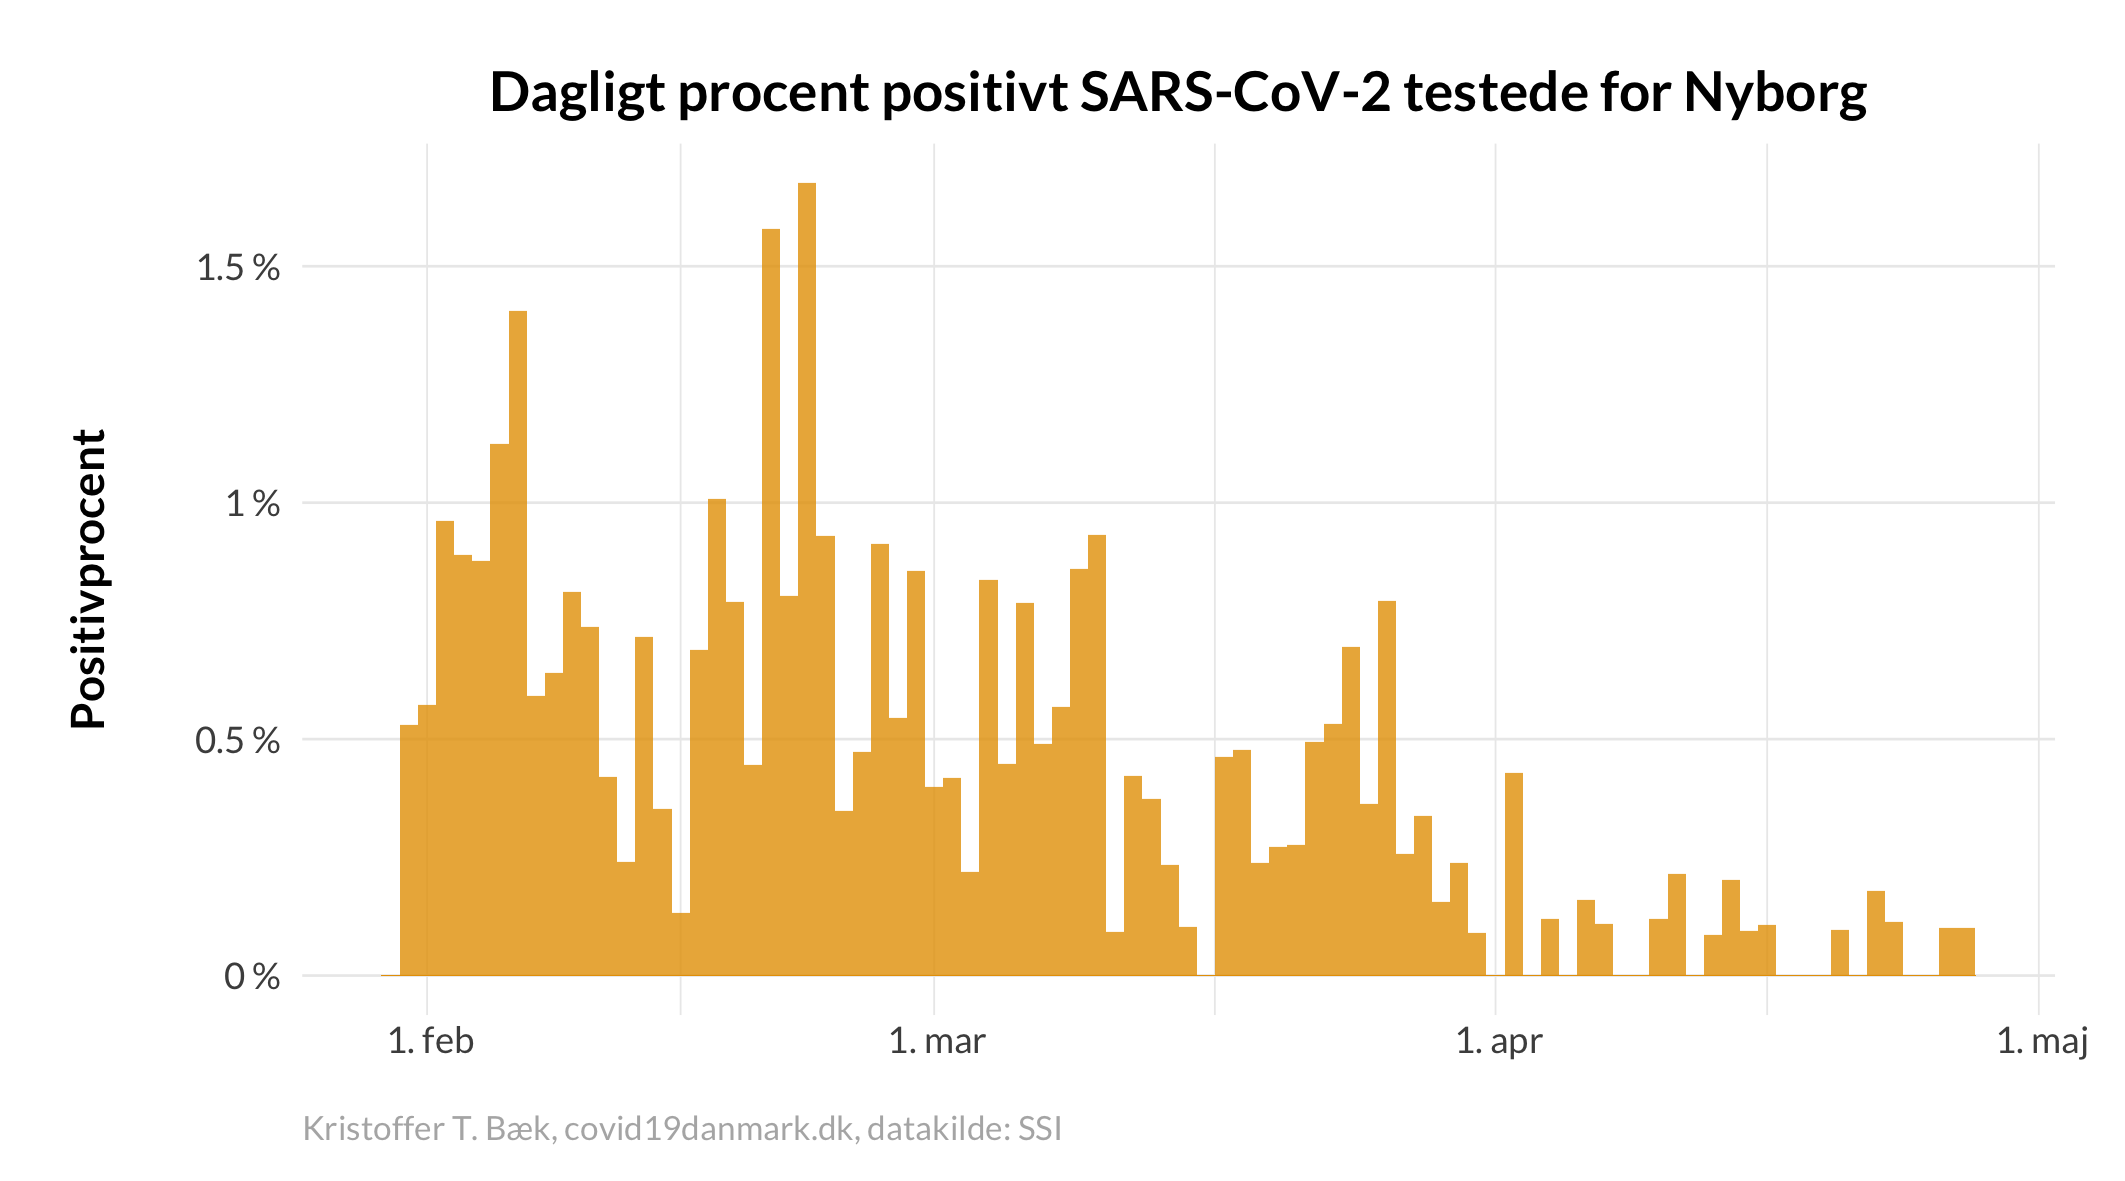 Dagligt procent positivt SARS-CoV-2 testede for Nyborg
Positivprocent
1.5 %
1 %
0.5 %
0 %
1. feb
1. mar
1. apr
1. maj
Kristoffer T. Bæk, covid19danmark.dk, datakilde: SSI